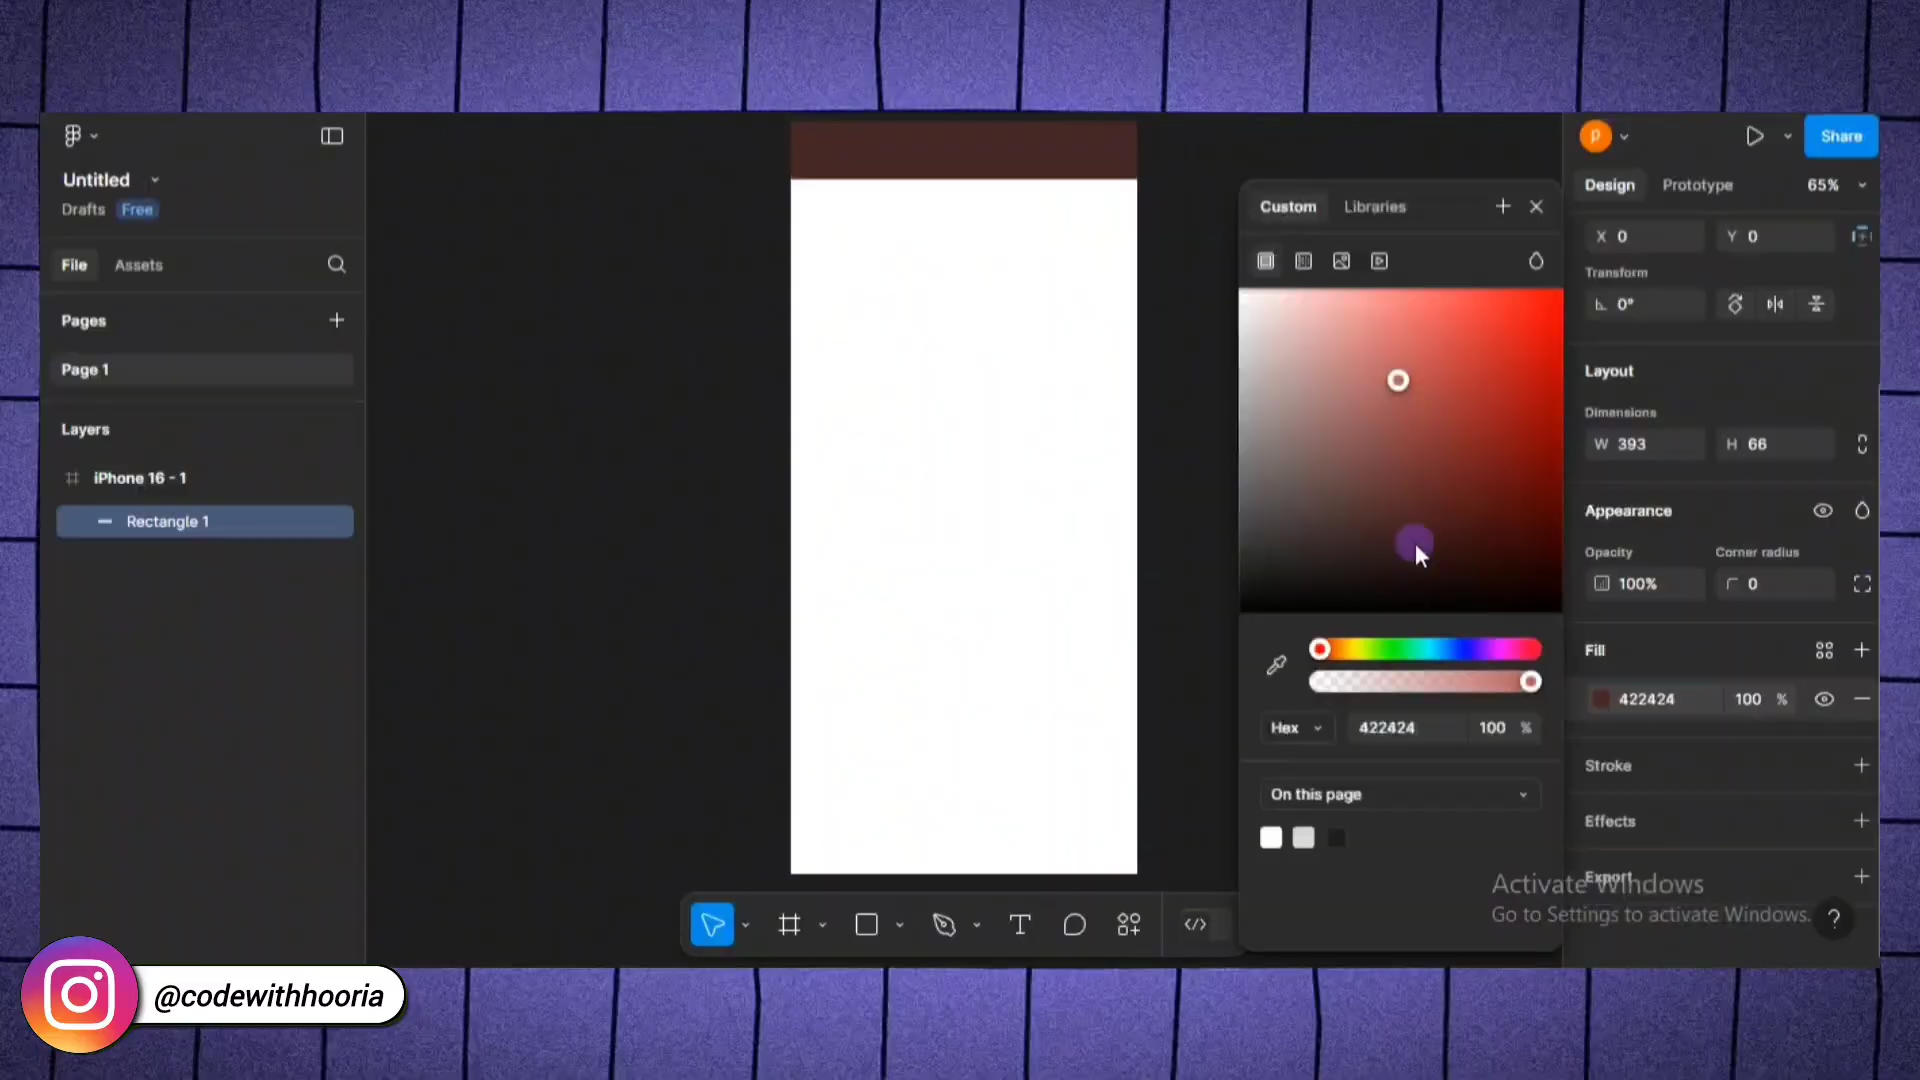 Untitled
Drafts Free
File Assets
Pages
Page 1
Layers
iPhone 16 - 1
Rectangle 1
Custom Libraries
Hex 422424 100 %
On this page
P
Share
Design Prototype 65%
X 0 Y 0
Transform
0°
Layout
Dimensions
W 393 H 66
Appearance
Opacity Corner radius
100% 0
Fill
422424 100 %
Stroke
Effects
Export
Activate Windows
Go to Settings to activate Windows.
?
@codewithhooria